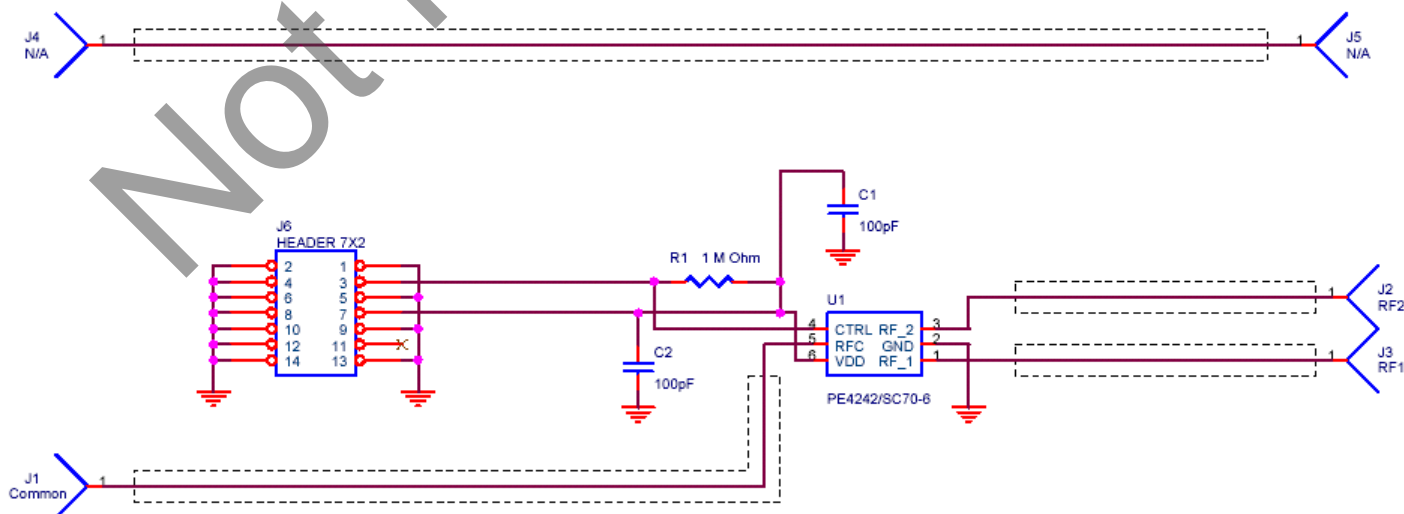 Not
J4
N/A
1
1
J5
N/A
J6
HEADER 7X2
2 1
4 3
6 5
8 7
10 9
12 11
14 13
R1 1 M Ohm
C1
100pF
C2
100pF
U1
4 CTRL RF_2 3
5 RFC GND 2
6 VDD RF_1 1
PE4242/SC70-6
1
J2
RF2
1
J3
RF1
J1
Common
1